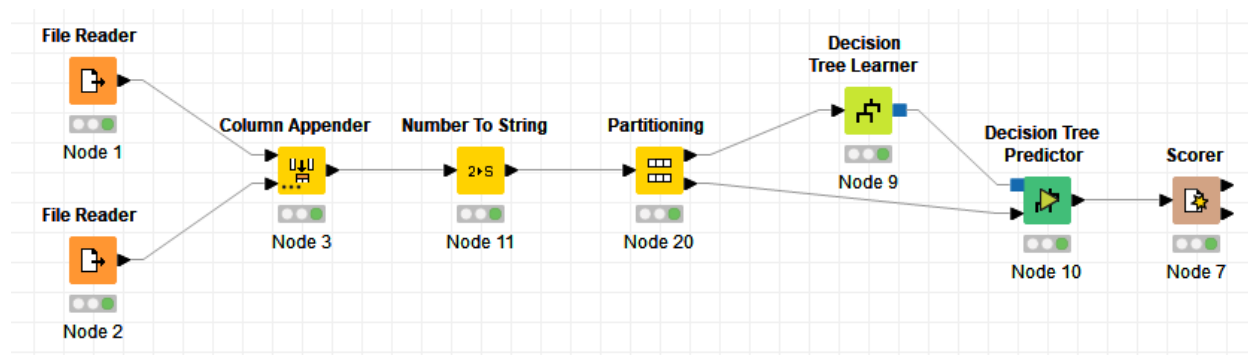 File Reader
Node 1
File Reader
Node 2
Column Appender
Node 3
Number To String
2▸S
Node 11
Partitioning
Node 20
Decision
Tree Learner
Node 9
Decision Tree
Predictor
Node 10
Scorer
Node 7